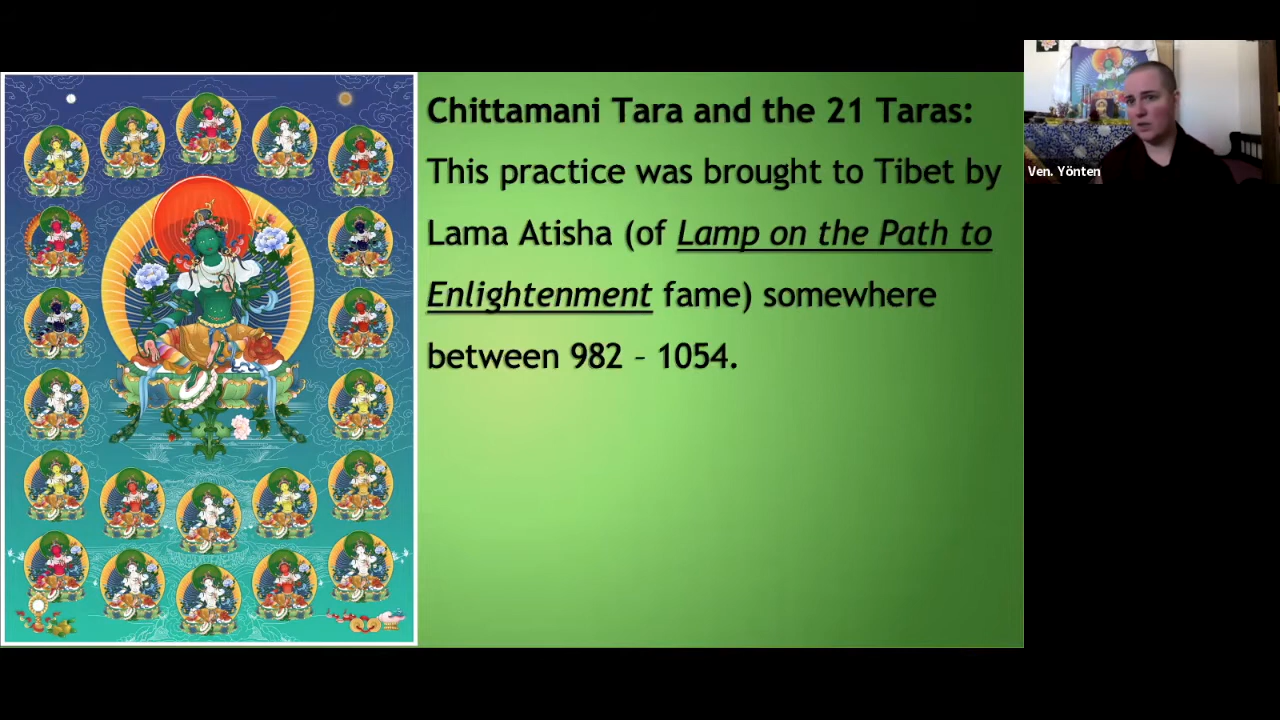 Chittamani Tara and the 21 Taras:
This practice was brought to Tibet by
Lama Atisha (of Lamp on the Path to
Enlightenment fame) somewhere
between 982 – 1054.
Ven. Yönten